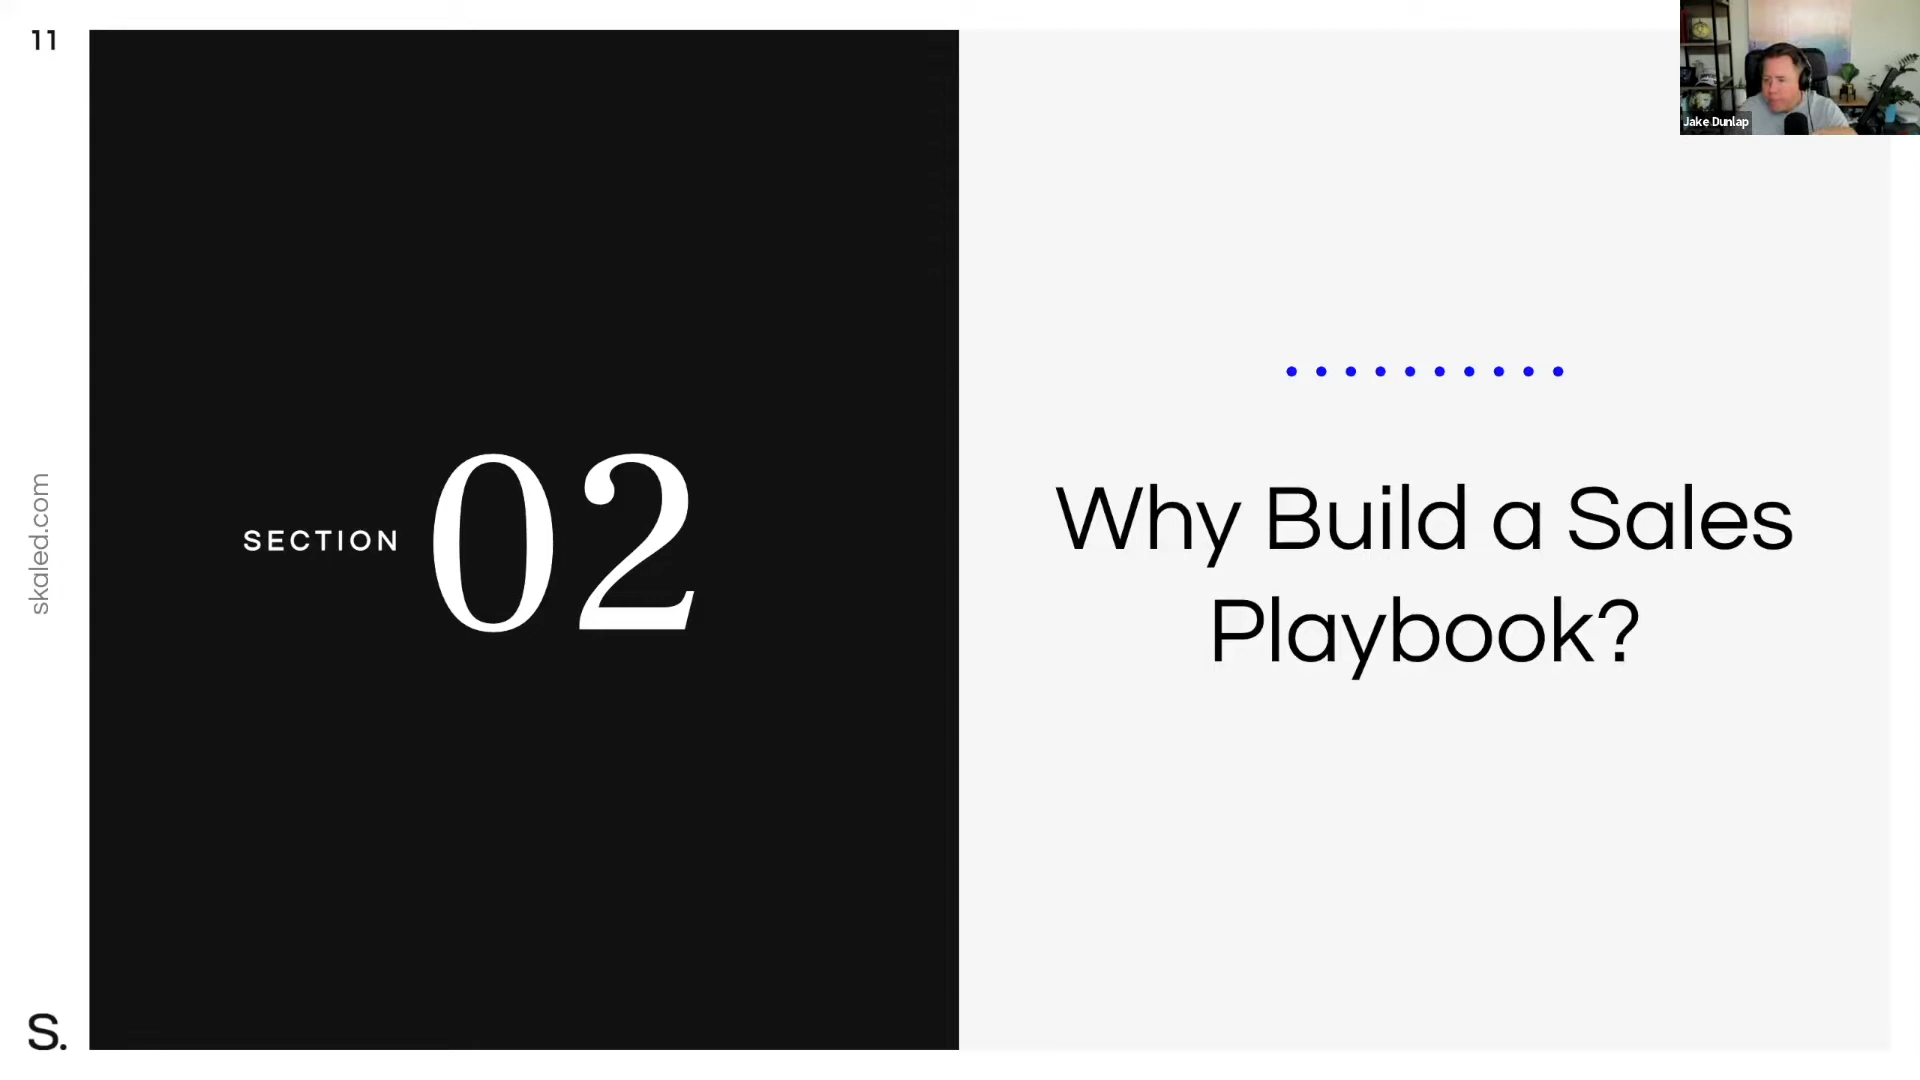 11
Jake Dunlap
skaled.com
SECTION 02
Why Build a Sales
Playbook?
S.